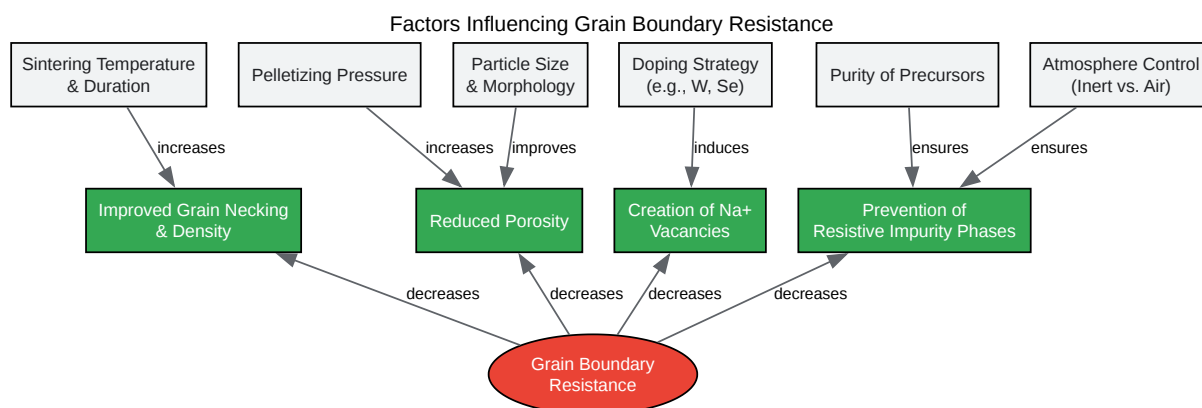 Factors Influencing Grain Boundary Resistance
Sintering Temperature
& Duration
Pelletizing Pressure
Particle Size
& Morphology
Doping Strategy
(e.g., W, Se)
Purity of Precursors
Atmosphere Control
(Inert vs. Air)
increases
increases
improves
induces
ensures
ensures
Improved Grain Necking
& Density
Reduced Porosity
Creation of Na+
Vacancies
Prevention of
Resistive Impurity Phases
decreases
decreases
decreases
decreases
Grain Boundary
Resistance